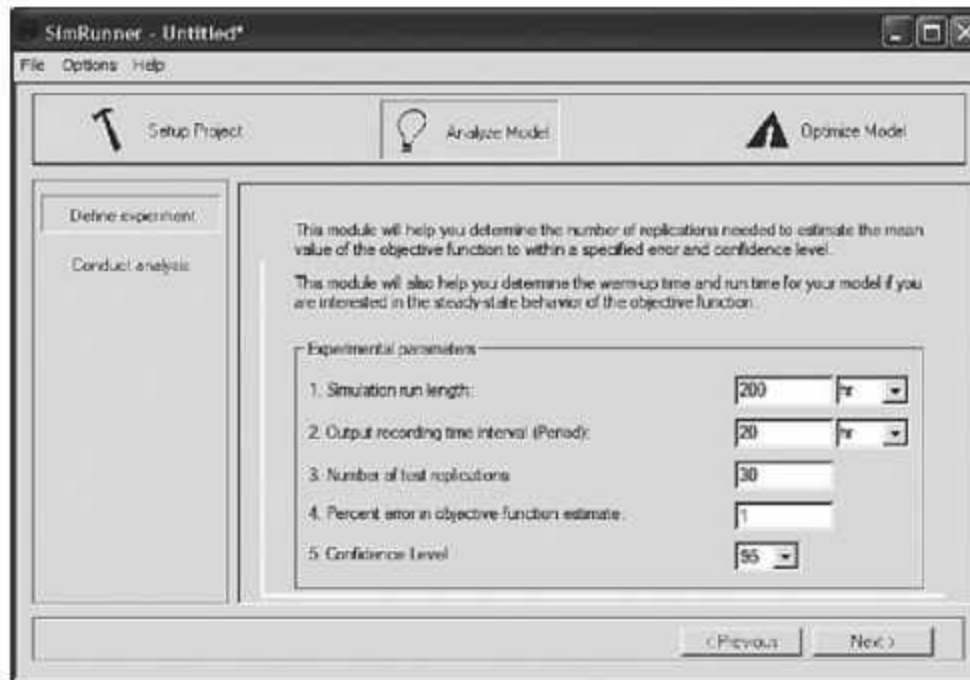 SimRunner - Untitled*
File Options Help
Setup Project
Analyze Model
Optimize Model
Define experiment
Conduct analysis
This module will help you determine the number of replications needed to estimate the mean
value of the objective function to within a specified error and confidence level.
This module will also help you determine the warm-up time and run time for your model if you
are interested in the steady-state behavior of the objective function.
Experimental parameters
1. Simulation run length: 200 hr
2. Output recording time interval (Period): 20 hr
3. Number of test replications 30
4. Percent error in objective function estimate: 1
5. Confidence Level 95
< Previous
Next >